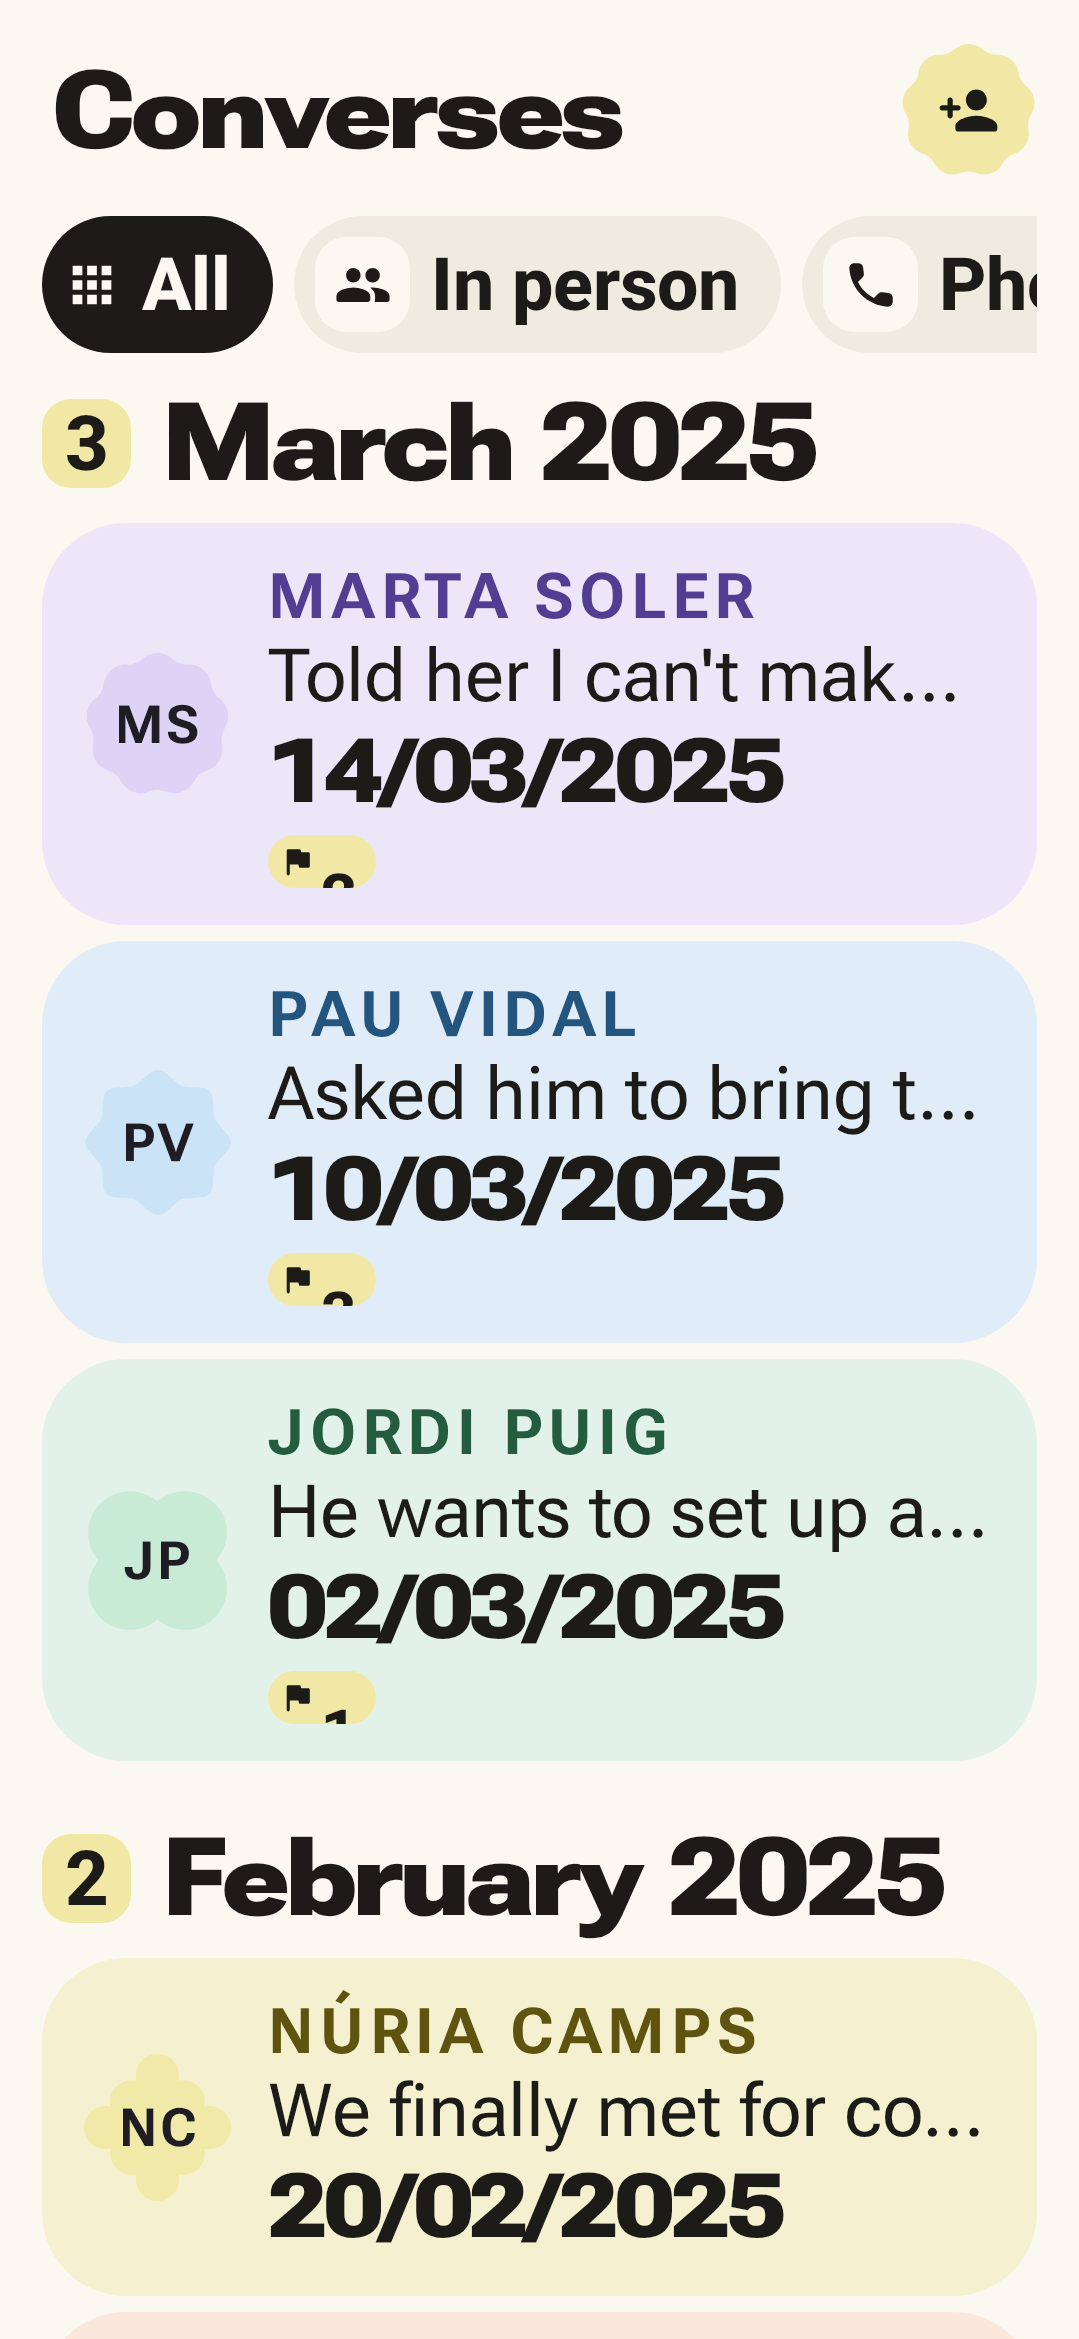 Converses
All
In person
3 March 2025
MARTA SOLER
Told her I can't mak...
MS
14/03/2025
PAU VIDAL
Asked him to bring t...
PV
10/03/2025
JORDI PUIG
He wants to set up a...
JP
02/03/2025
2 February 2025
NÚRIA CAMPS
We finally met for co...
NC
20/02/2025